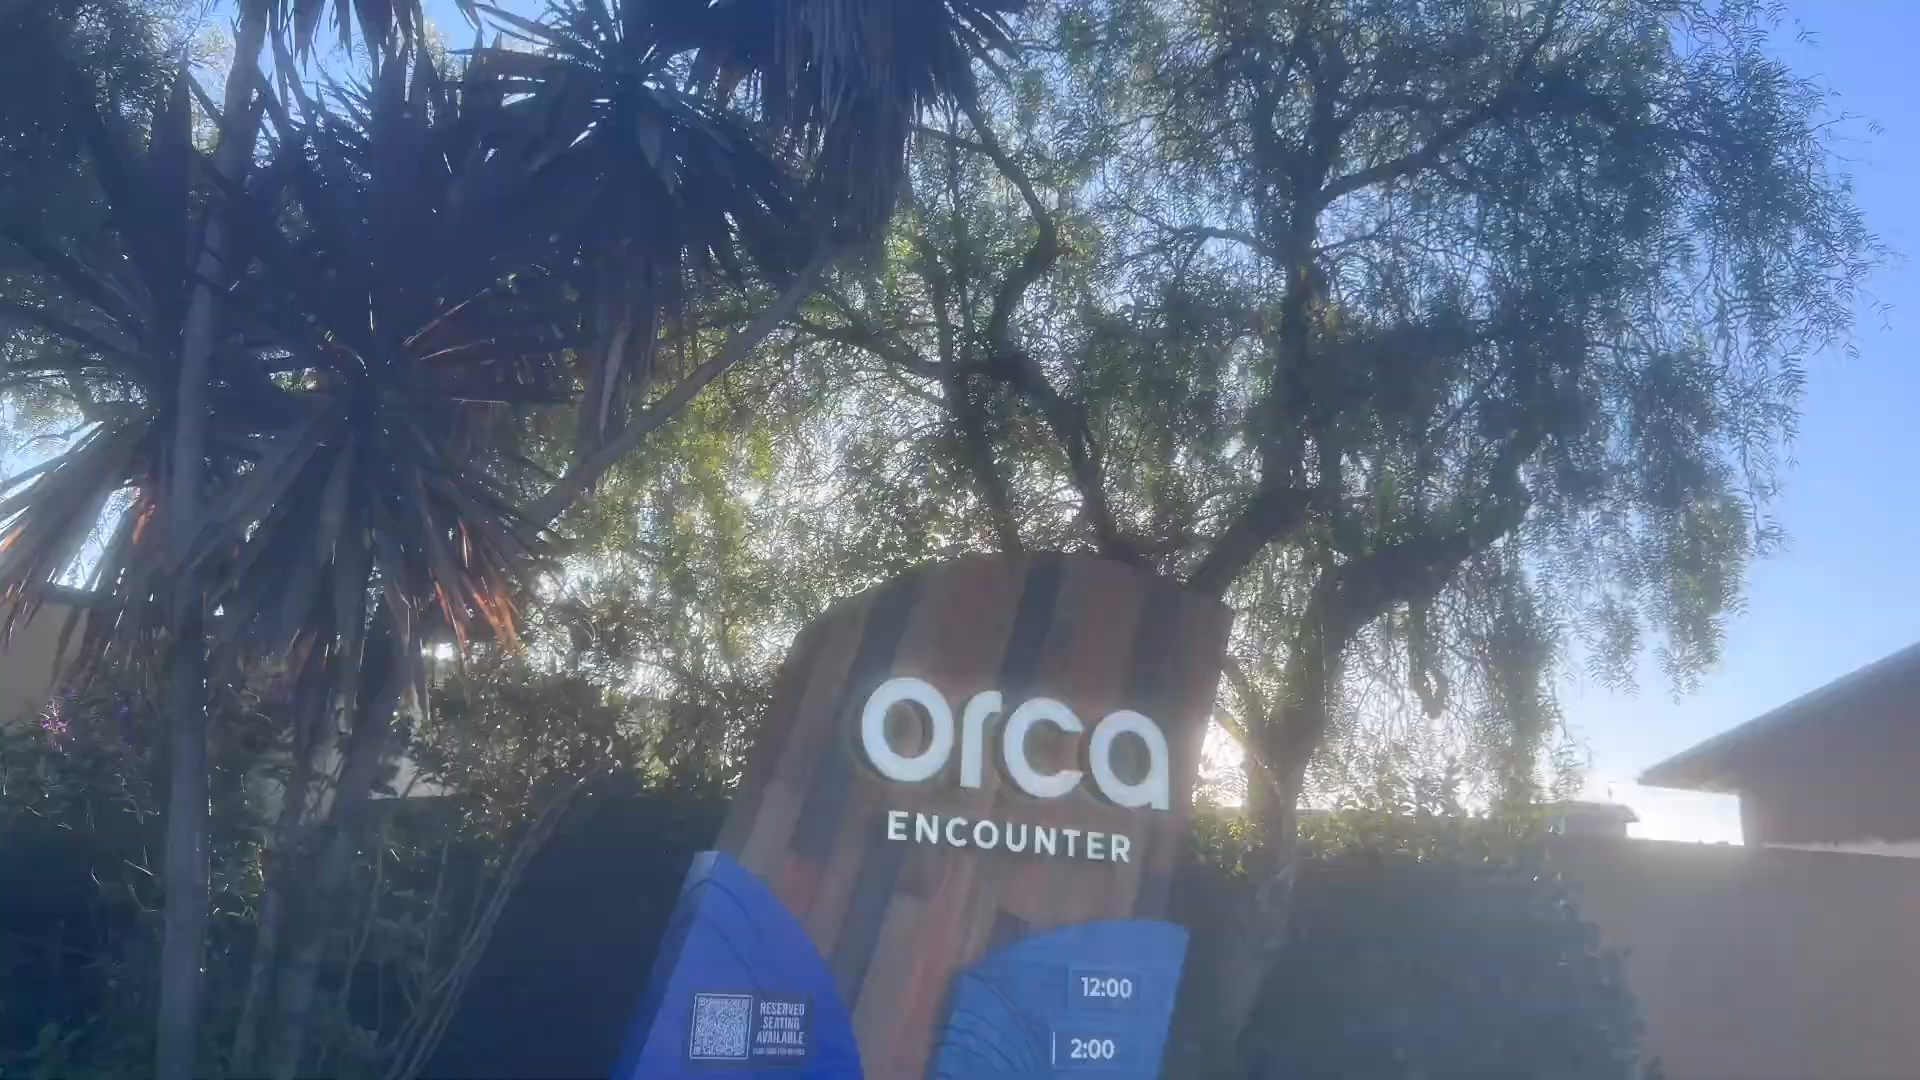 orca
ENCOUNTER
RESERVED
SEATING
AVAILABLE
12:00
2:00